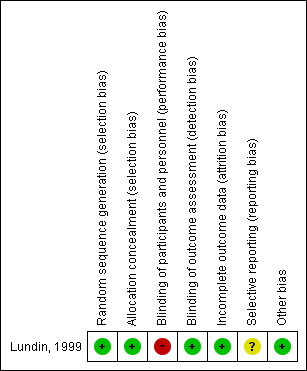 Random sequence generation (selection bias)
Allocation concealment (selection bias)
Blinding of participants and personnel (performance bias)
Blinding of outcome assessment (detection bias)
Incomplete outcome data (attrition bias)
Selective reporting (reporting bias)
Other bias
Lundin, 1999 + + - + + ? +